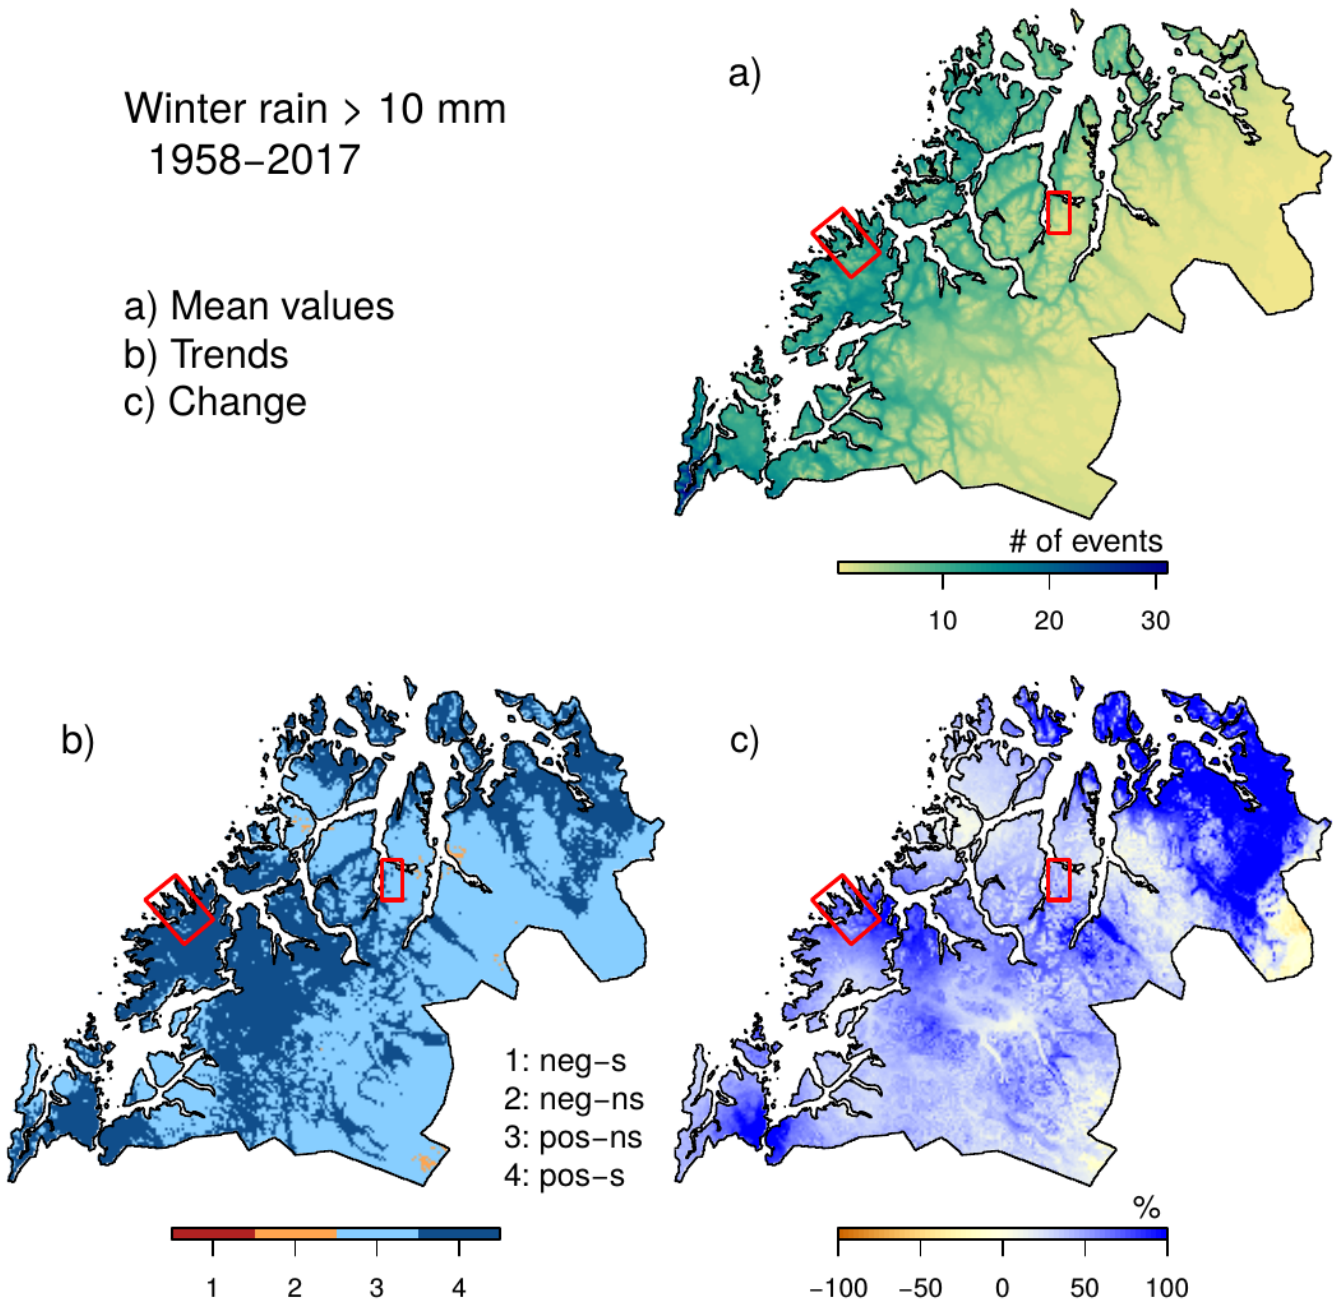 Winter rain > 10 mm
1958−2017
a) Mean values
b) Trends
c) Change
a)
# of events
10 20 30
b)
1: neg−s
2: neg−ns
3: pos−ns
4: pos−s
1 2 3 4
c)
%
−100 −50 0 50 100